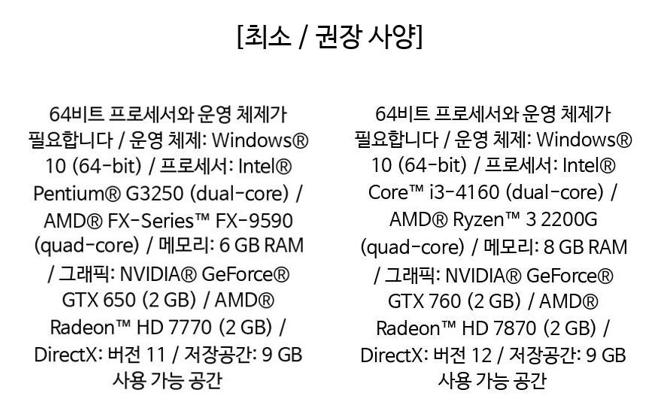 [최소 / 권장 사양]
64비트 프로세서와 운영 체제가
필요합니다 / 운영 체제: Windows®
10 (64-bit) / 프로세서: Intel®
Pentium® G3250 (dual-core) /
AMD® FX-Series™ FX-9590
(quad-core) / 메모리: 6 GB RAM
/ 그래픽: NVIDIA® GeForce®
GTX 650 (2 GB) / AMD®
Radeon™ HD 7770 (2 GB) /
DirectX: 버전 11 / 저장공간: 9 GB
사용 가능 공간
64비트 프로세서와 운영 체제가
필요합니다 / 운영 체제: Windows®
10 (64-bit) / 프로세서: Intel®
Core™ i3-4160 (dual-core) /
AMD® Ryzen™ 3 2200G
(quad-core) / 메모리: 8 GB RAM
/ 그래픽: NVIDIA® GeForce®
GTX 760 (2 GB) / AMD®
Radeon™ HD 7870 (2 GB) /
DirectX: 버전 12 / 저장공간: 9 GB
사용 가능 공간